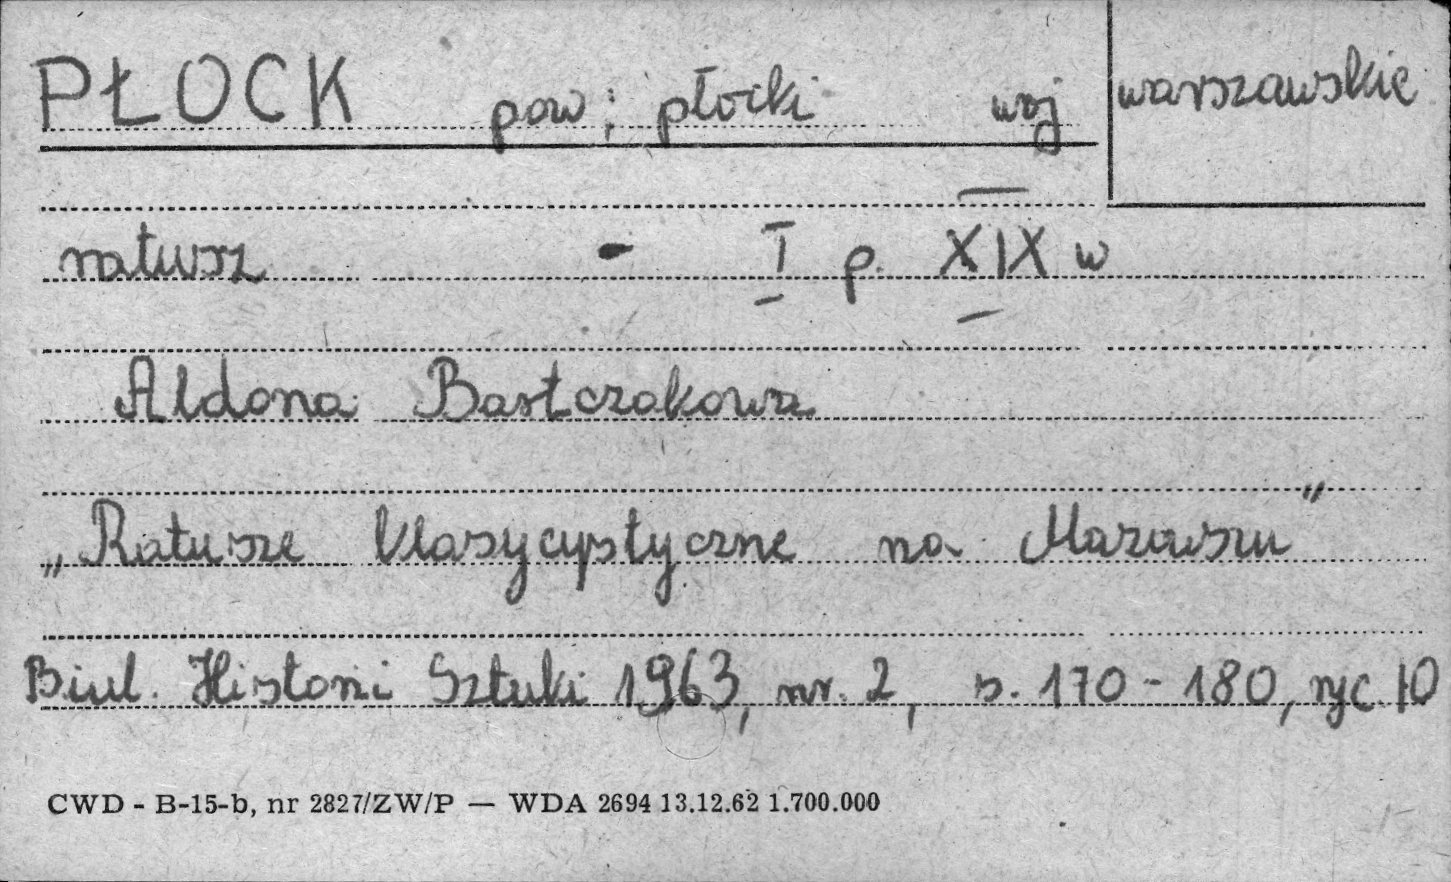 PŁOCK pow; płocki woj warszawskie
ratusz - I p. XIX w
Aldona Bartczakowa
„Ratusze klasycystyczne na Mazowszu"
Biul. Historii Sztuki 1963, nr. 2, s. 170-180, ryc. 10
CWD - B-15-b, nr 2827/ZW/P — WDA 2694 13.12.62 1.700.000